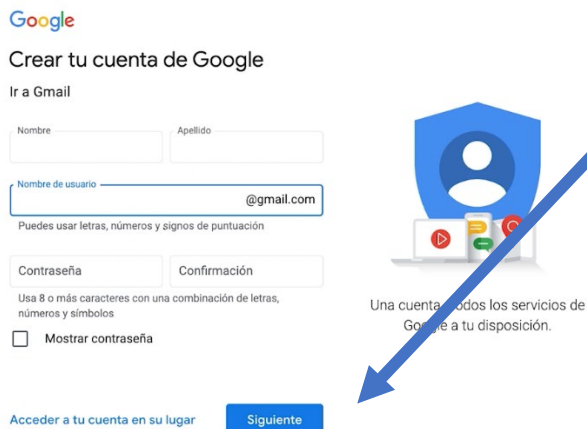 Google
Crear tu cuenta de Google
Ir a Gmail
Nombre
Apellido
Nombre de usuario
@gmail.com
Puedes usar letras, números y signos de puntuación
Contraseña
Confirmación
Usa 8 o más caracteres con una combinación de letras,
números y símbolos
Mostrar contraseña
Una cuenta. Todos los servicios de
Google a tu disposición.
Acceder a tu cuenta en su lugar
Siguiente